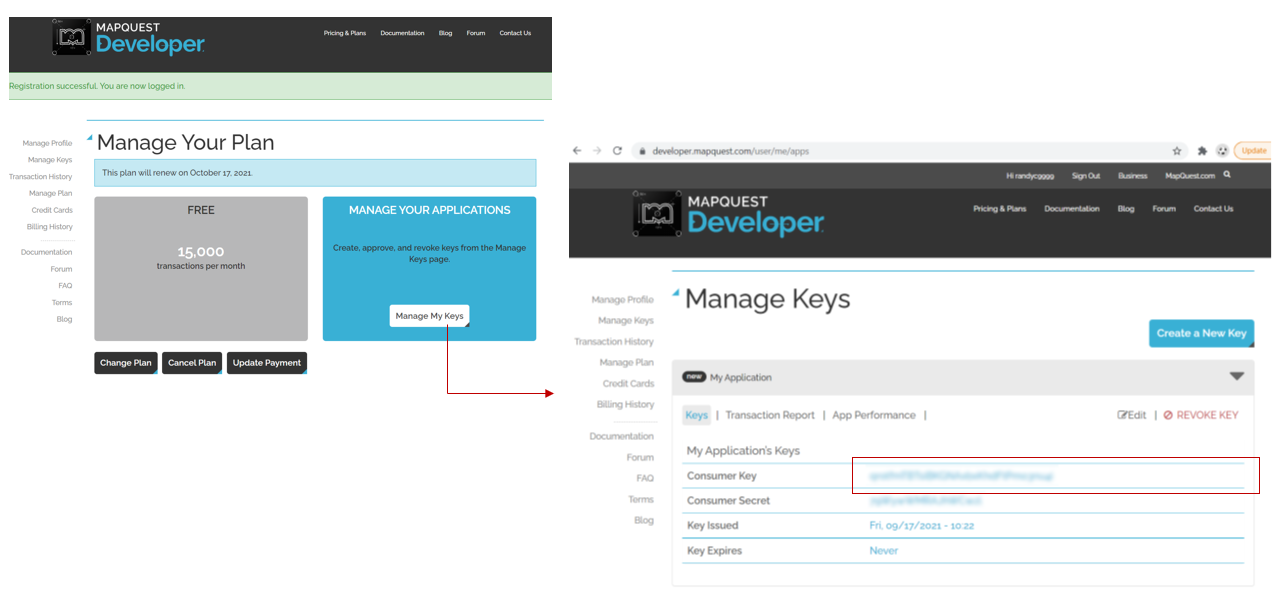 MAPQUEST
Developer
Pricing & Plans
Documentation
Blog
Forum
Contact Us
Registration successful. You are now logged in.
Manage Profile
Manage Keys
Transaction History
Manage Plan
Credit Cards
Billing History
Documentation
Forum
FAQ
Terms
Blog
Manage Your Plan
This plan will renew on October 17, 2021.
FREE
15,000
transactions per month
MANAGE YOUR APPLICATIONS
Create, approve, and revoke keys from the Manage
Keys page.
Manage My Keys
Change Plan
Cancel Plan
Update Payment
developer.mapquest.com/user/me/apps
Update
Hi randycgggg
Sign Out
Business
MapQuest.com
MAPQUEST
Developer
Pricing & Plans
Documentation
Blog
Forum
Contact Us
Manage Profile
Manage Keys
Transaction History
Manage Plan
Credit Cards
Billing History
Documentation
Forum
FAQ
Terms
Blog
Manage Keys
Create a New Key
new My Application
Keys | Transaction Report | App Performance |
Edit | REVOKE KEY
My Application's Keys
Consumer Key
Consumer Secret
Key Issued Fri, 09/17/2021 - 10:22
Key Expires Never